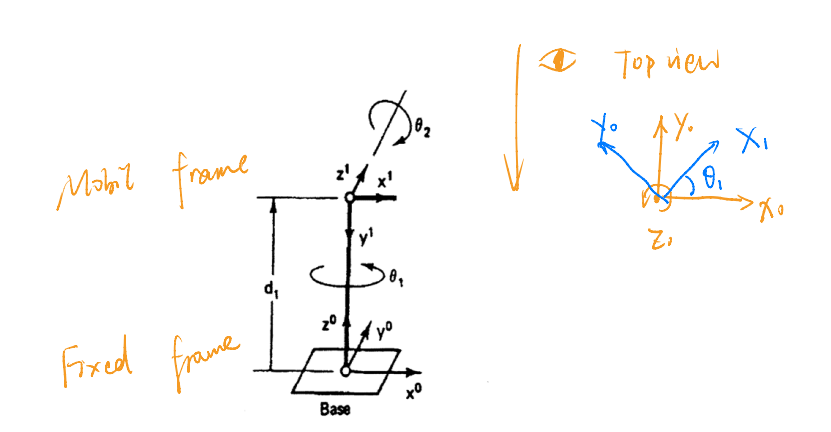 Top view
Y₀
Y₀
X₁
θ₁
X₀
Z₀
Mobil frame
θ₂
z¹
x¹
y¹
θ₁
d₁
z⁰
y⁰
Fixed frame
x⁰
Base